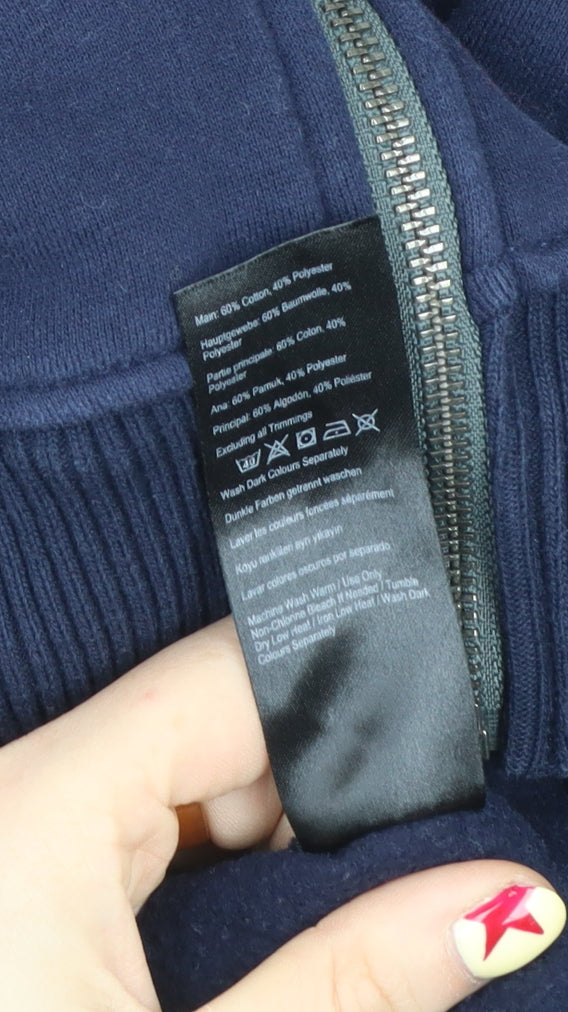 Main: 60% Cotton, 40% Polyester
Hauptgewebe: 60% Baumwolle, 40%
Polyester
Partie principale: 60% Coton, 40%
Polyester
Ana: 60% Pamuk, 40% Polyester
Principal: 60% Algodón, 40% Poliéster
Excluding all Trimmings
40
Wash Dark Colours Separately
Dunkle Farben getrennt waschen
Laver les couleurs foncées séparément
Koyu renkilen ayn yikayin
Lavar colores oscuros por separado
Machine Wash Warm / Use Only
Non-Chlorine Bleach If Needed / Tumble
Dry Low Heat / Iron Low Heat / Wash Dark
Colours Separately